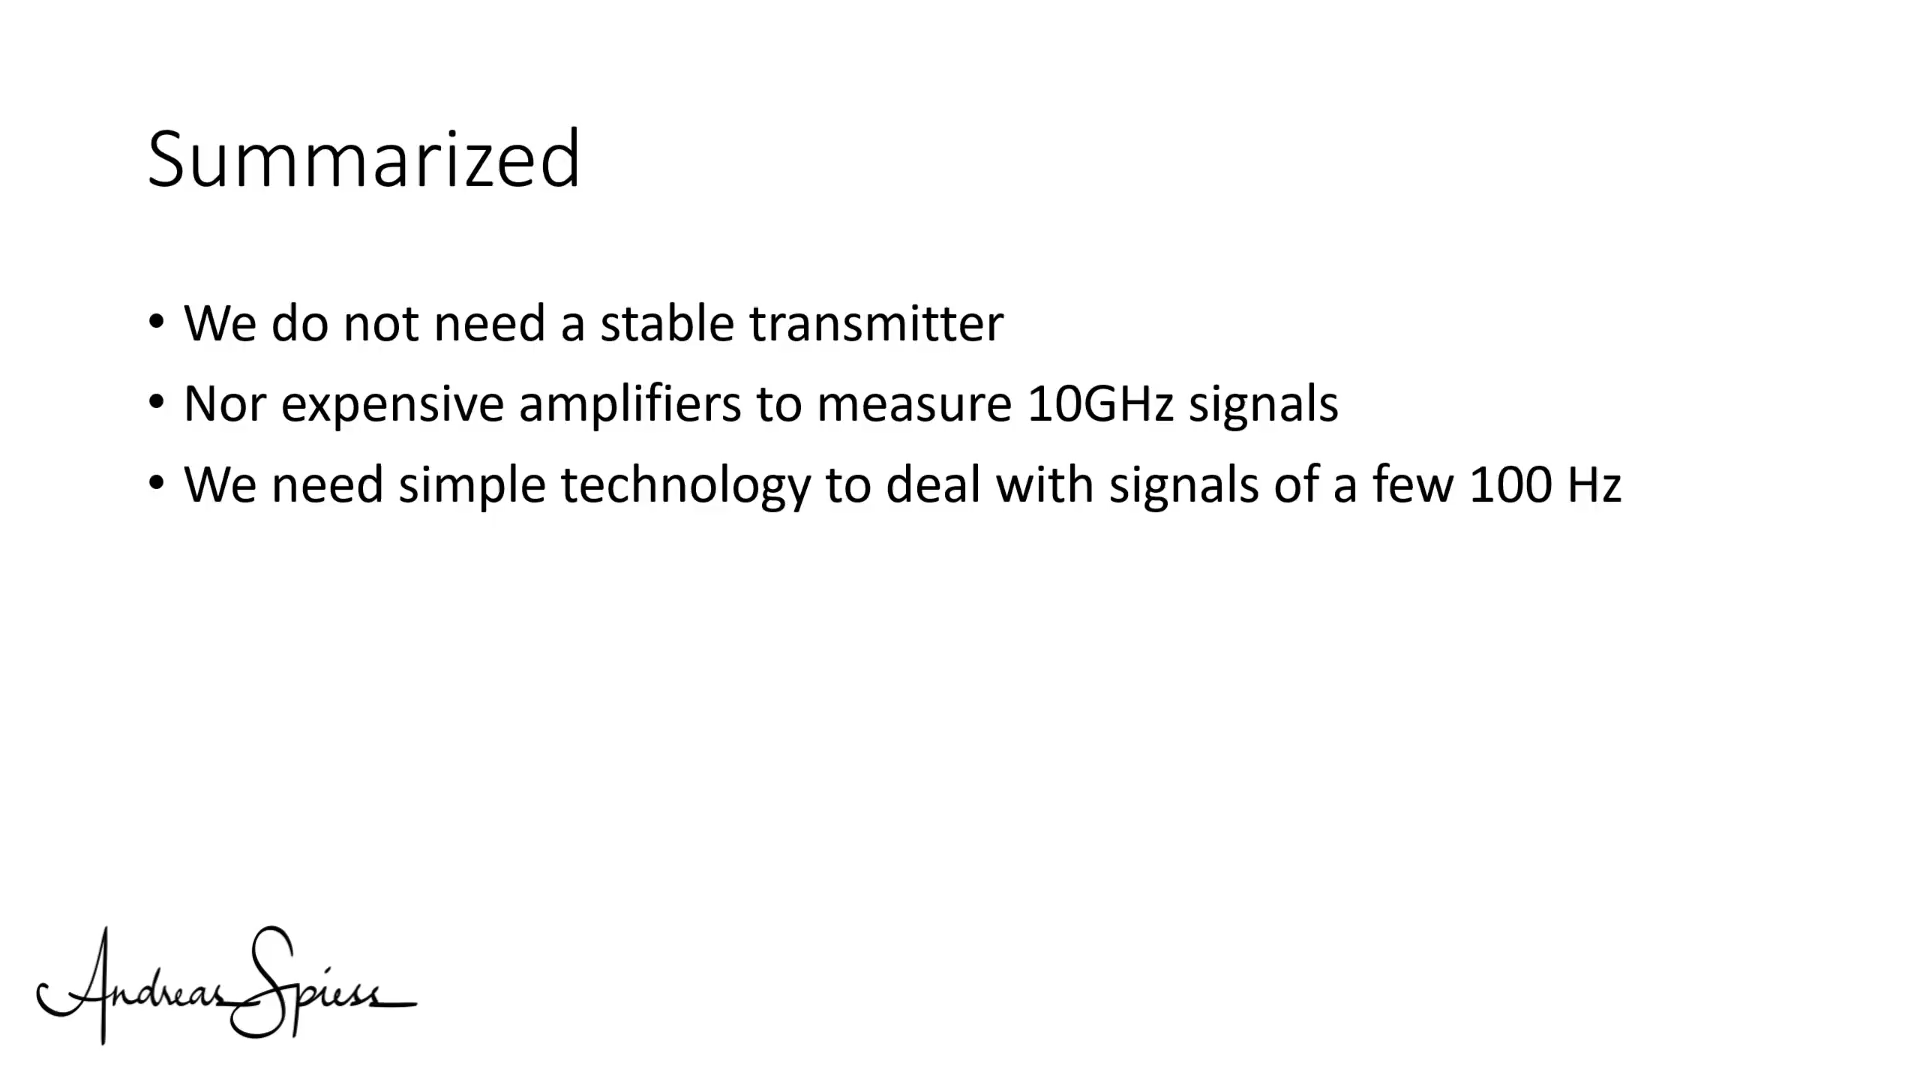 Summarized
• We do not need a stable transmitter
• Nor expensive amplifiers to measure 10GHz signals
• We need simple technology to deal with signals of a few 100 Hz
Andreas Spiess